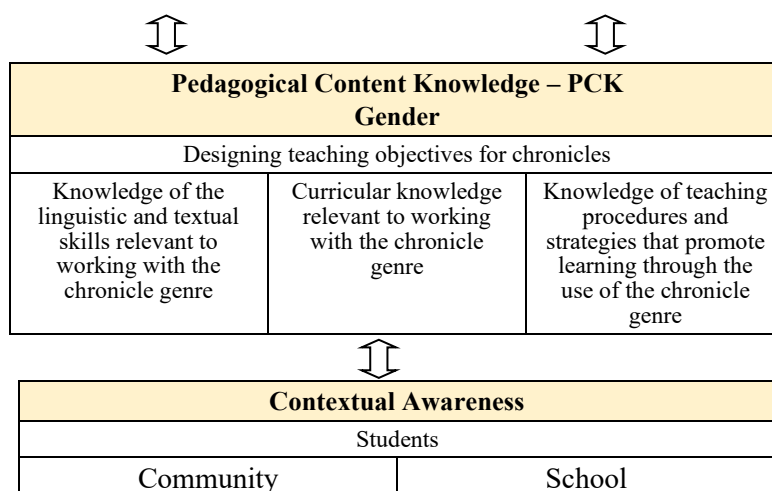 Pedagogical Content Knowledge – PCK
Gender
Designing teaching objectives for chronicles
Knowledge of the
linguistic and textual
skills relevant to
working with the
chronicle genre
Curricular knowledge
relevant to working
with the chronicle
genre
Knowledge of teaching
procedures and
strategies that promote
learning through the
use of the chronicle
genre
Contextual Awareness
Students
Community
School